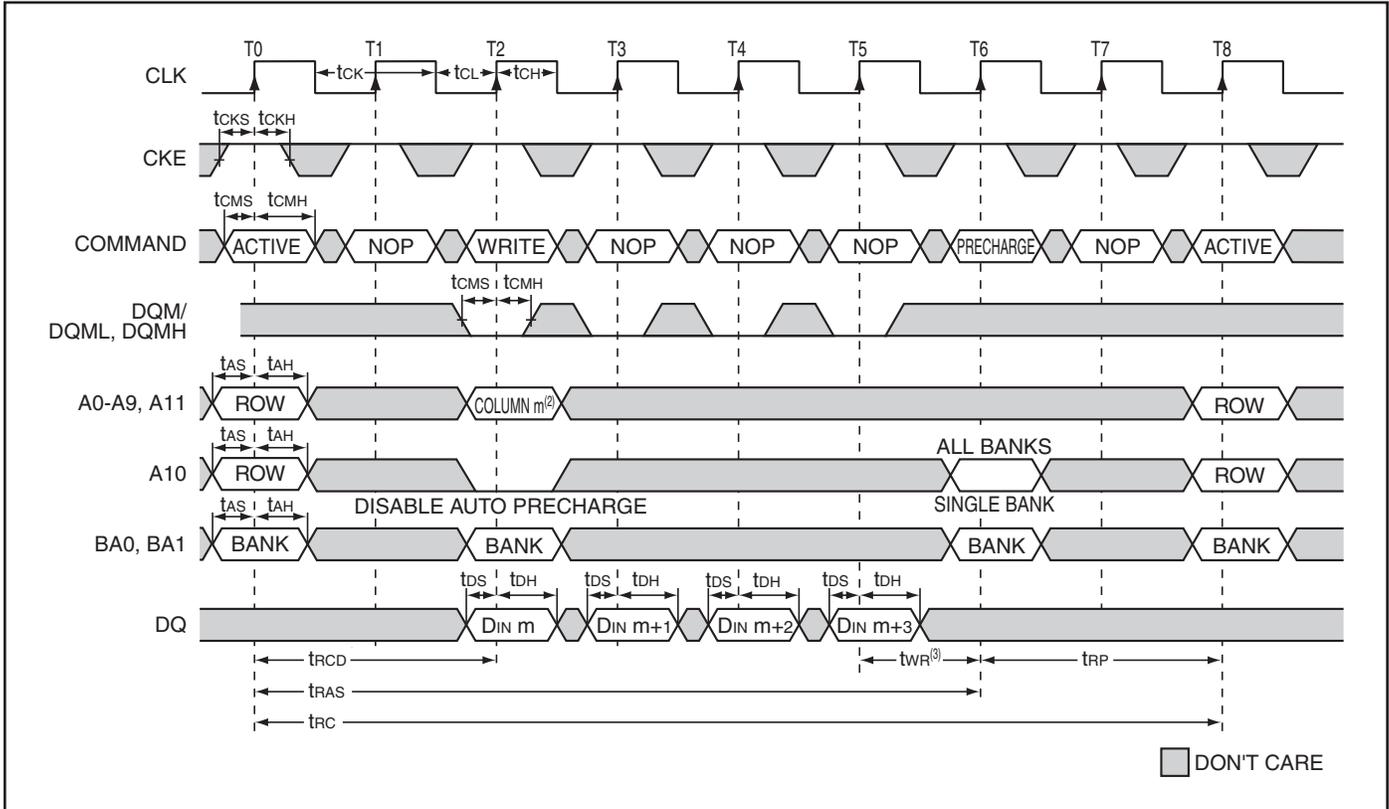 T0 T1 T2 T3 T4 T5 T6 T7 T8
CLK tCK tCL tCH
tCKS tCKH
CKE
tCMS tCMH
COMMAND ACTIVE NOP WRITE NOP NOP NOP PRECHARGE NOP ACTIVE
tCMS tCMH
DQM/
DQML, DQMH
tAS tAH
A0-A9, A11 ROW COLUMN m(2) ROW
tAS tAH
ALL BANKS
A10 ROW ROW
DISABLE AUTO PRECHARGE SINGLE BANK
tAS tAH
BA0, BA1 BANK BANK BANK BANK
tDS tDH tDS tDH tDS tDH tDS tDH
DQ DIN m DIN m+1 DIN m+2 DIN m+3
tRCD tWR(3) tRP
tRAS
tRC
DON'T CARE